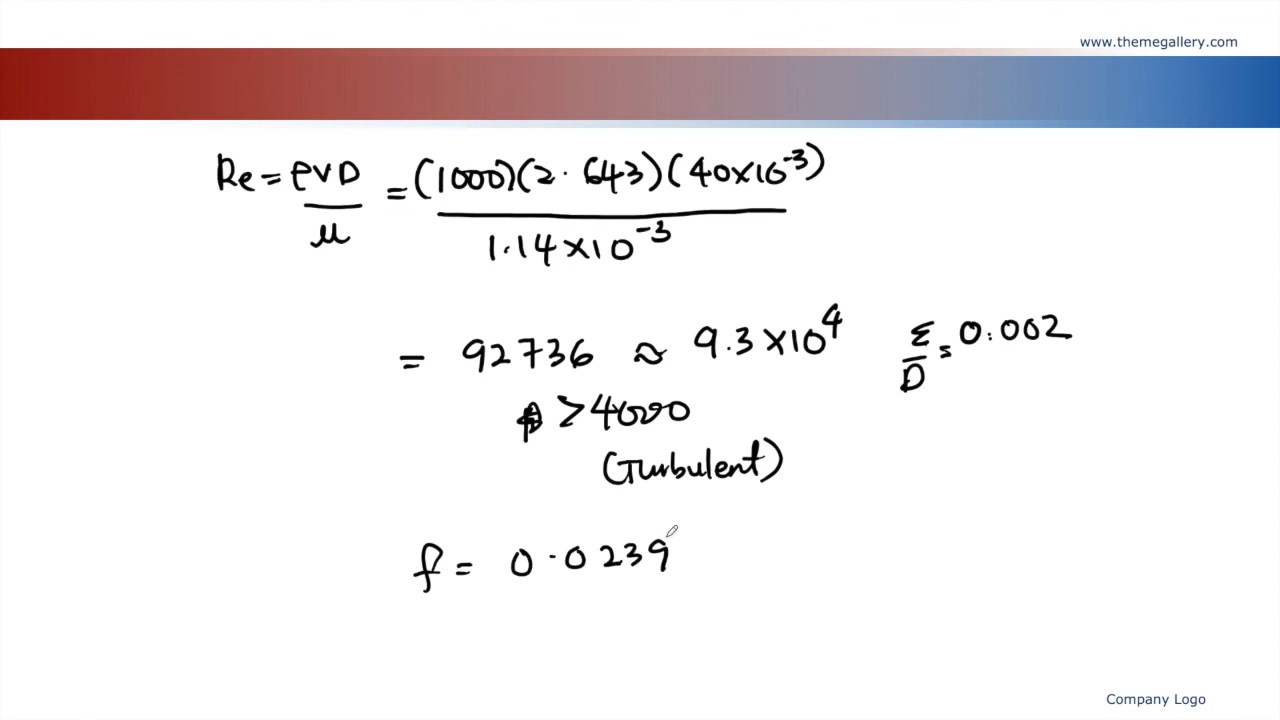 www.themegallery.com
Re = ρVD / μ = (1000)(2.643)(40×10⁻³) / 1.14×10⁻³
= 92736 ≈ 9.3×10⁴ ε/D = 0.002
>4000
(Turbulent)
f = 0.0239
Company Logo